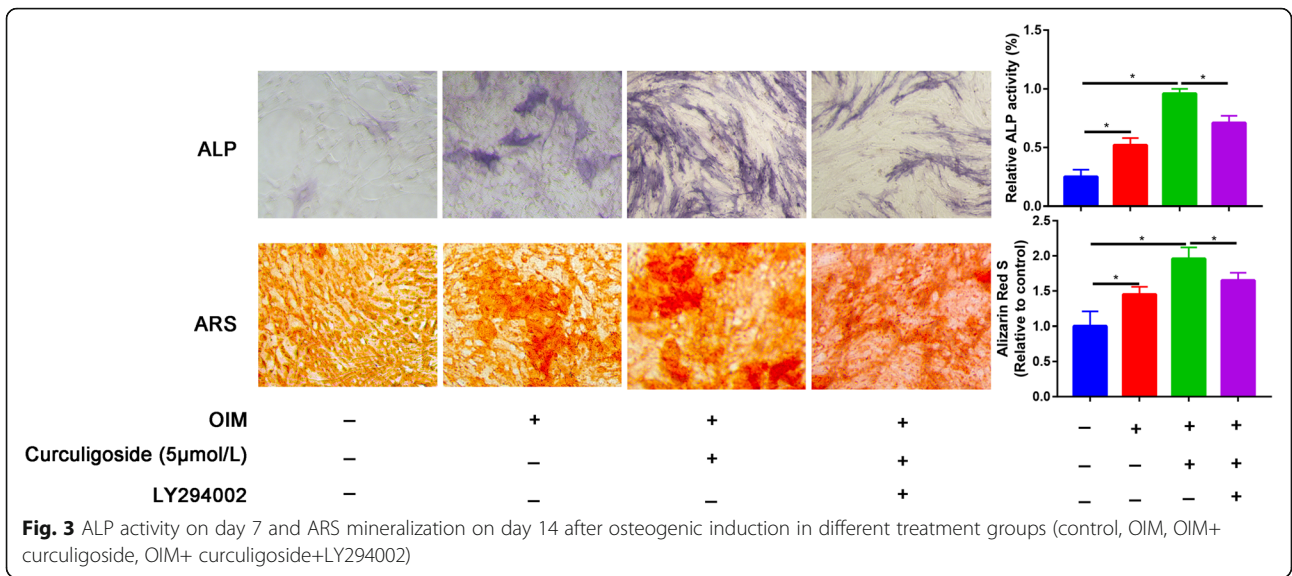 ALP
Relative ALP activity (%)
1.5
1.0
0.5
0.0
* * *
ARS
Alizarin Red S
(Relative to control)
2.5
2.0
1.5
1.0
0.5
0.0
* * *
OIM – + + + – + + +
Curculigoside (5μmol/L) – – + + – – + +
LY294002 – – – + – – – +
Fig. 3 ALP activity on day 7 and ARS mineralization on day 14 after osteogenic induction in different treatment groups (control, OIM, OIM+
curculigoside, OIM+ curculigoside+LY294002)